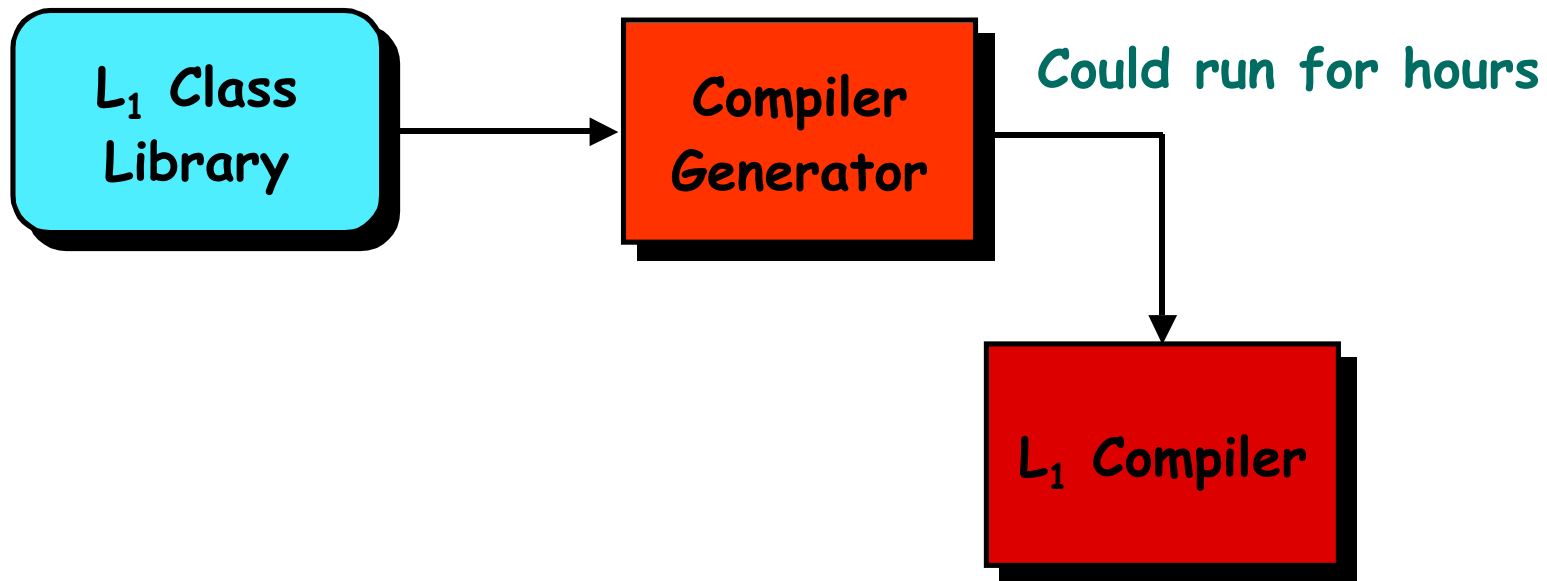 L₁ Class
Library
Compiler
Generator
Could run for hours
L₁ Compiler